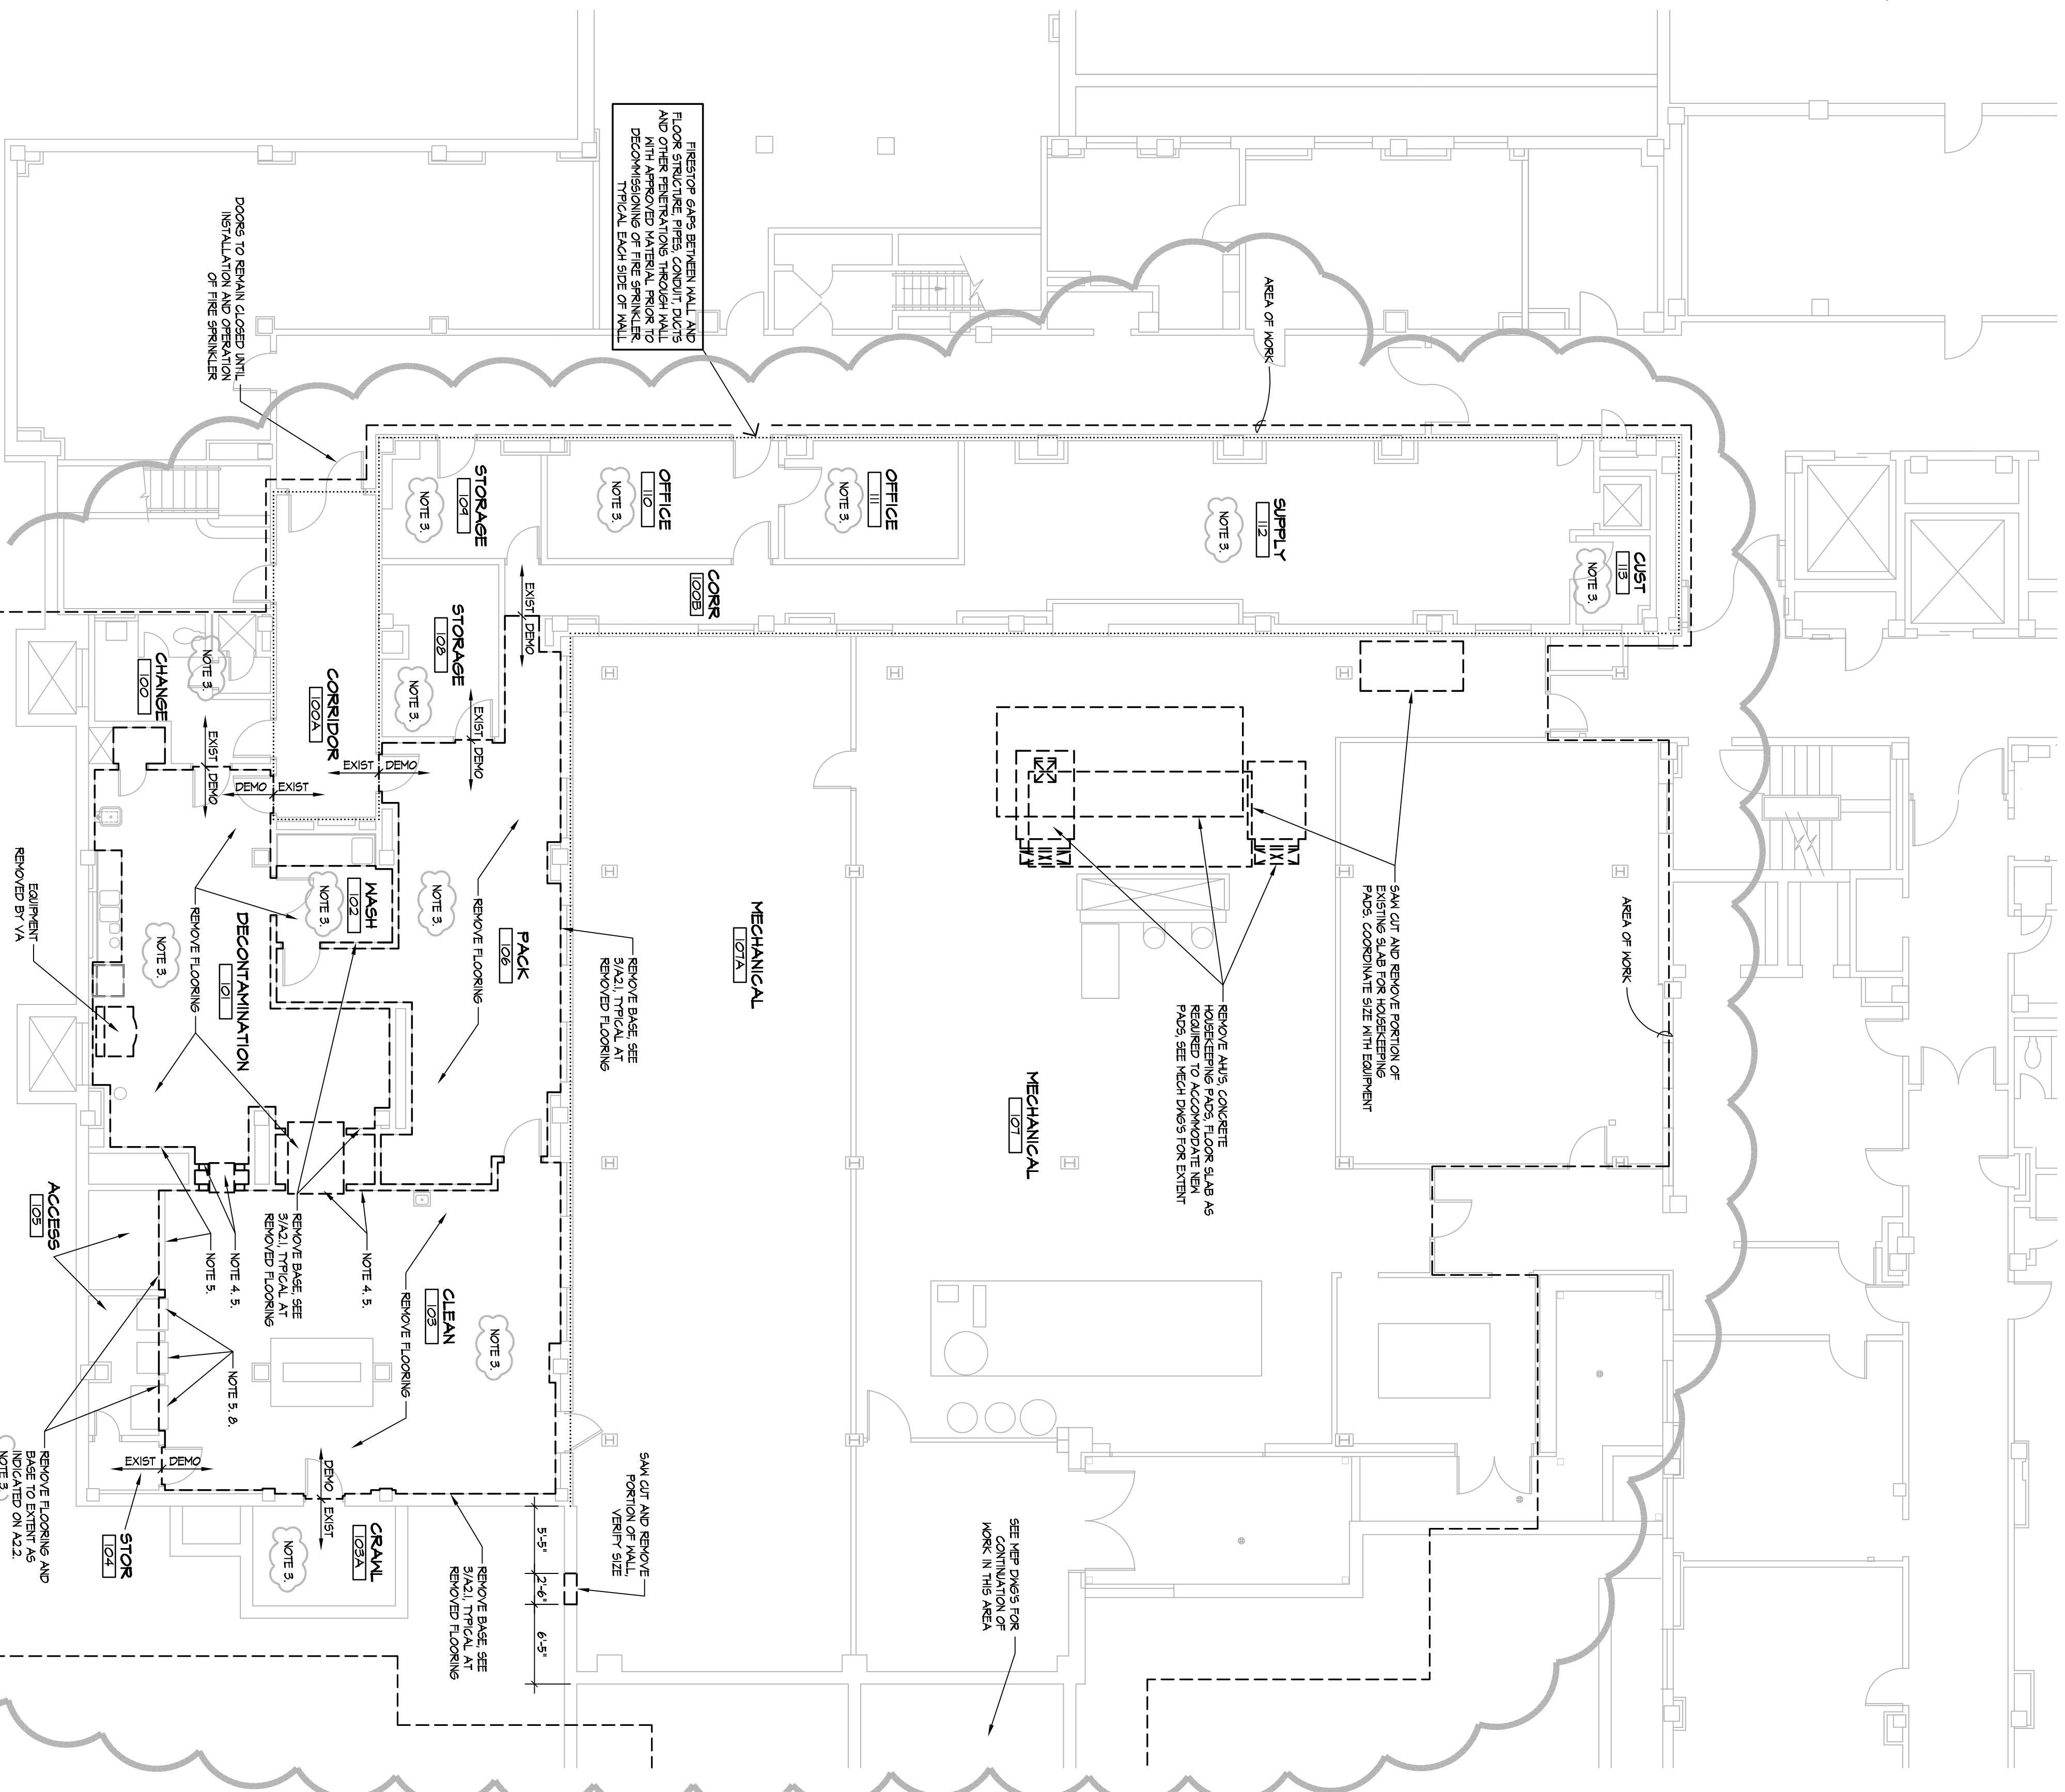 FIRESTOP GAPS BETWEEN WALL AND
FLOOR STRUCTURE, PIPES, CONDUIT, DUCTS
AND OTHER PENETRATIONS THROUGH WALL
WITH APPROVED MATERIAL PRIOR TO
DECOMMISSIONING OF FIRE SPRINKLER.
TYPICAL EACH SIDE OF WALL
DOORS TO REMAIN CLOSED UNTIL
INSTALLATION AND OPERATION
OF FIRE SPRINKLER
AREA OF WORK
CUST
113
NOTE 3.
SUPPLY
112
NOTE 3.
OFFICE
111
NOTE 3.
OFFICE
110
NOTE 3.
STORAGE
109
NOTE 3.
CORR
100B
EXIST
DEMO
STORAGE
108
NOTE 3.
EXIST
DEMO
CORRIDOR
100A
EXIST
DEMO
DEMO
EXIST
CHANGE
100
NOTE 3.
EXIST
DEMO
SAW CUT AND REMOVE PORTION OF
EXISTING SLAB FOR HOUSEKEEPING
PADS. COORDINATE SIZE WITH EQUIPMENT
AREA OF WORK
REMOVE AHU'S, CONCRETE
HOUSEKEEPING PADS, FLOOR SLAB AS
REQUIRED TO ACCOMMODATE NEW
PADS, SEE MECH DWG'S FOR EXTENT
MECHANICAL
107
MECHANICAL
107A
REMOVE BASE, SEE
3/A2.1, TYPICAL AT
REMOVED FLOORING
PACK
106
REMOVE FLOORING
NOTE 3.
WASH
102
NOTE 3.
DECONTAMINATION
101
REMOVE FLOORING
NOTE 3.
EQUIPMENT
REMOVED BY VA
NOTE 4. 5.
REMOVE BASE, SEE
3/A2.1, TYPICAL AT
REMOVED FLOORING
NOTE 4. 5.
NOTE 5.
ACCESS
105
CLEAN
103
NOTE 3.
REMOVE FLOORING
NOTE 5. 8.
REMOVE FLOORING AND
BASE TO EXTENT AS
INDICATED ON A2.2.
NOTE 3.
EXIST
DEMO
STOR
104
DEMO
EXIST
CRAWL
103A
NOTE 3.
REMOVE BASE, SEE
3/A2.1, TYPICAL AT
REMOVED FLOORING
SAW CUT AND REMOVE
PORTION OF WALL,
VERIFY SIZE
5'-5"
2'-6"
6'-5"
SEE MEP DWG'S FOR
CONTINUATION OF
WORK IN THIS AREA